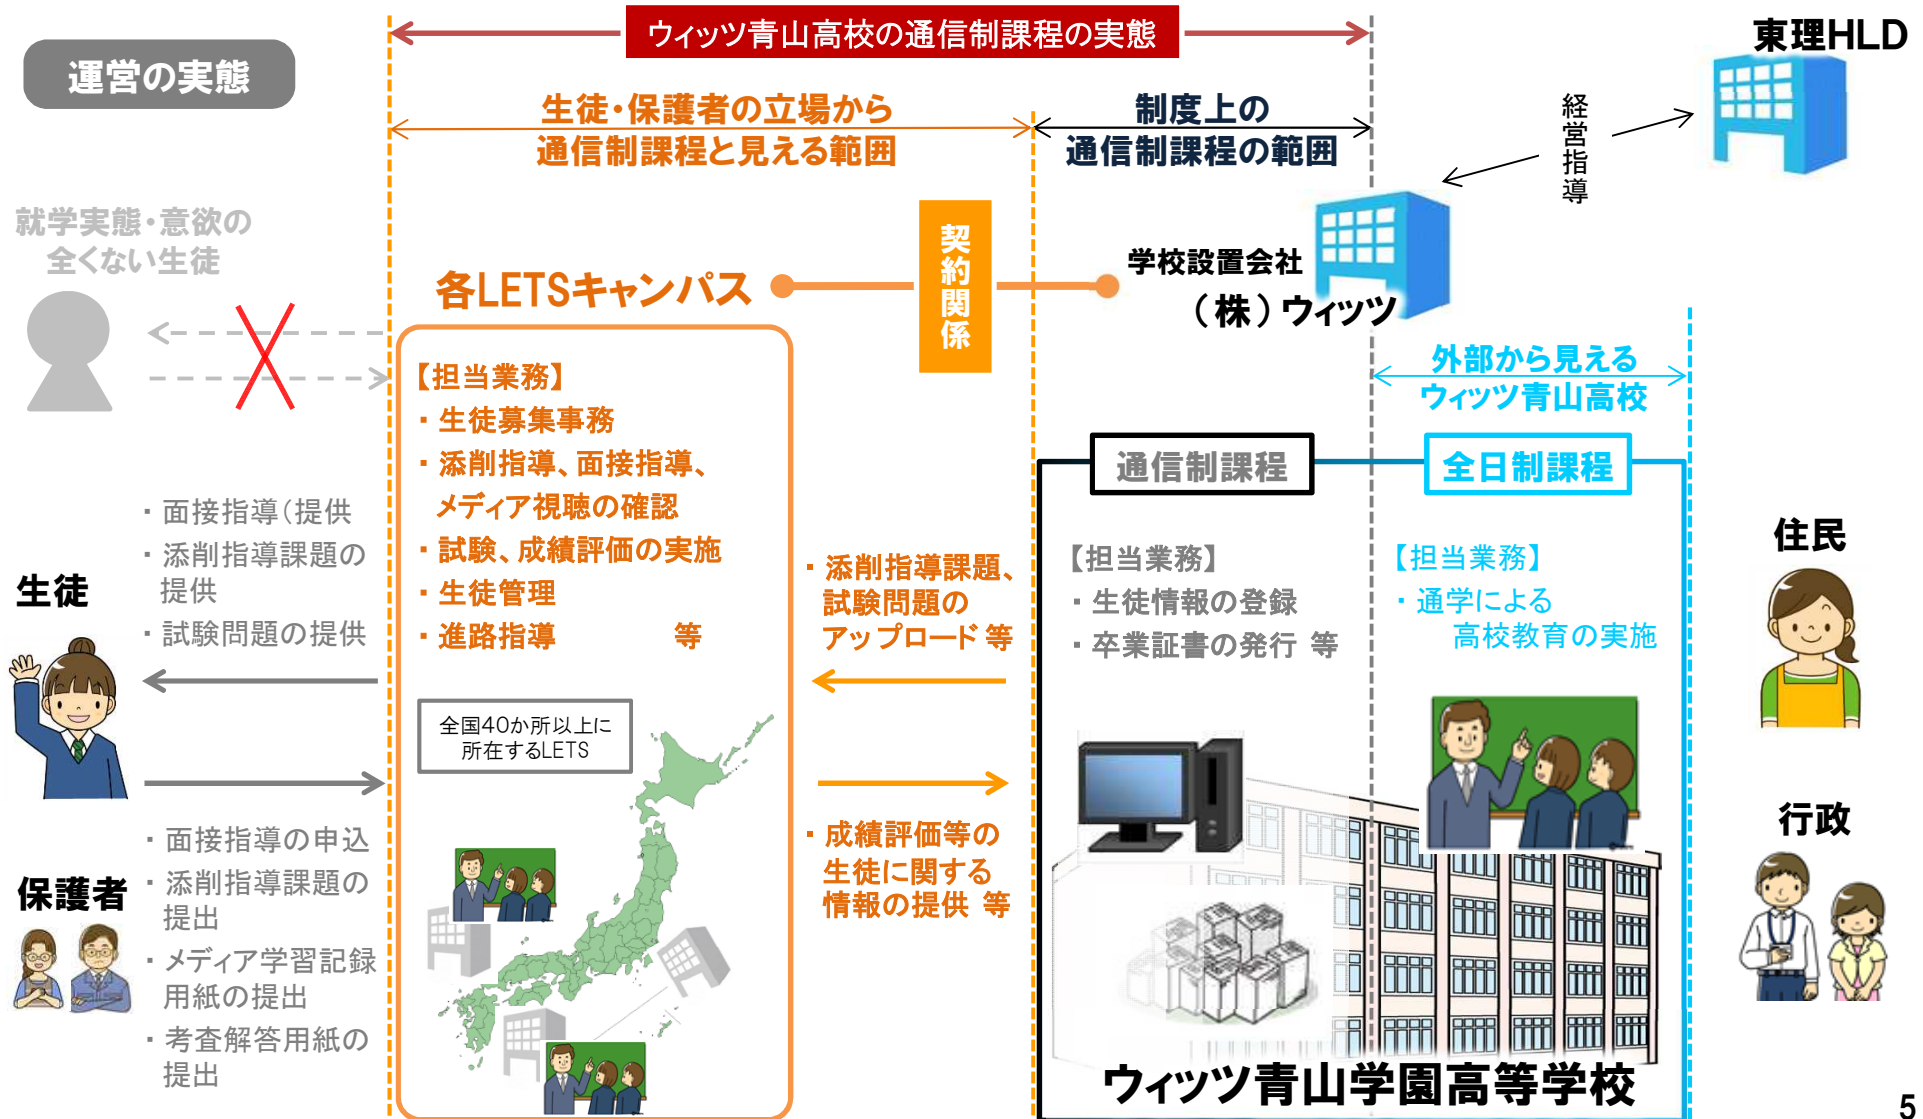 ウィッツ青山高校の通信制課程の実態
東理HLD
運営の実態
生徒・保護者の立場から
通信制課程と見える範囲
制度上の
通信制課程の範囲
経営指導
就学実態・意欲の
全くない生徒
契約関係
学校設置会社
(株)ウィッツ
各LETSキャンパス
外部から見える
ウィッツ青山高校
【担当業務】
・生徒募集事務
・添削指導、面接指導、
メディア視聴の確認
・試験、成績評価の実施
・生徒管理
・進路指導 等
全国40か所以上に
所在するLETS
生徒
・面接指導(提供
・添削指導課題の
提供
・試験問題の提供
保護者
・面接指導の申込
・添削指導課題の
提出
・メディア学習記録
用紙の提出
・考査解答用紙の
提出
・添削指導課題、
試験問題の
アップロード 等
・成績評価等の
生徒に関する
情報の提供 等
通信制課程
【担当業務】
・生徒情報の登録
・卒業証書の発行 等
全日制課程
【担当業務】
・通学による
高校教育の実施
住民
行政
ウィッツ青山学園高等学校
5